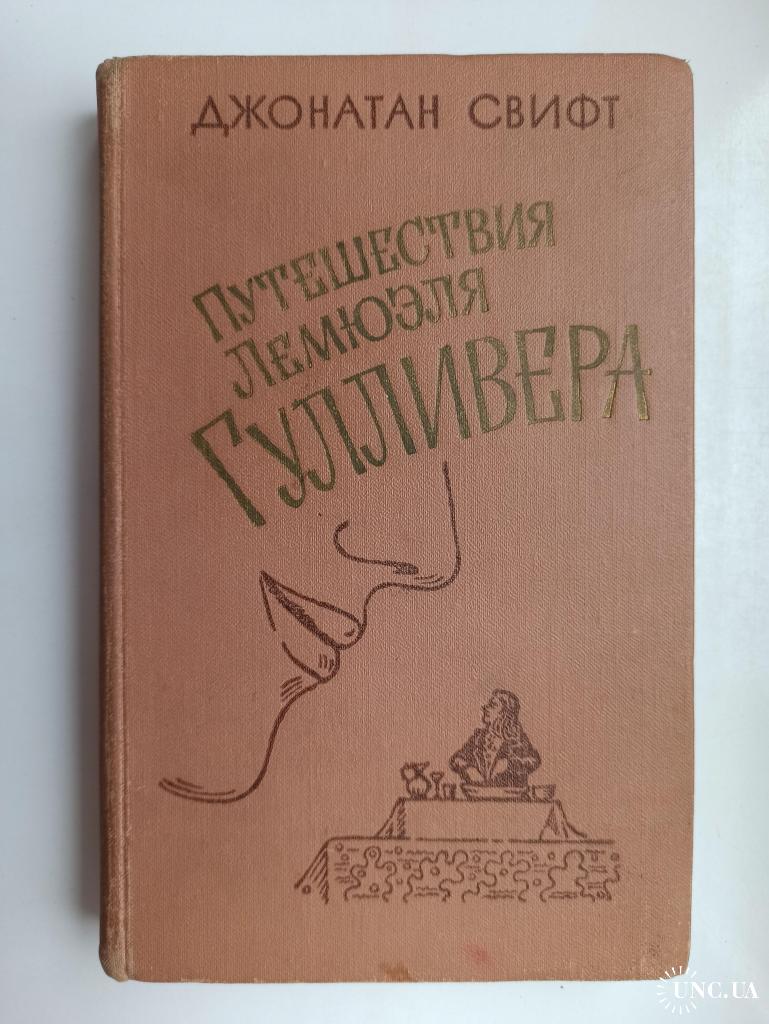 ДЖОНАТАН СВИФТ
ПУТЕШЕСТВИЯ
ЛЕМЮЭЛЯ
ГУЛЛИВЕРА
UNC.UA